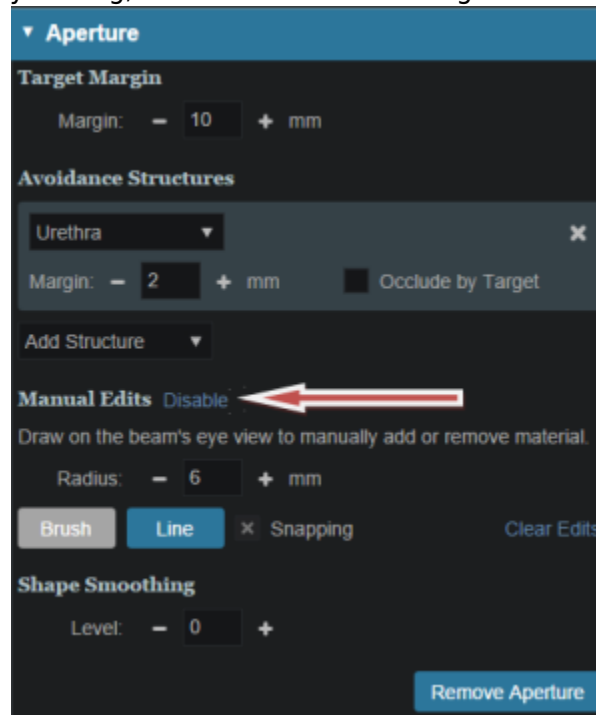 Aperture
Target Margin
Margin: − 10 + mm
Avoidance Structures
Urethra
Margin: − 2 + mm Occlude by Target
Add Structure
Manual Edits Disable
Draw on the beam's eye view to manually add or remove material.
Radius: − 6 + mm
Brush Line × Snapping Clear Edits
Shape Smoothing
Level: − 0 +
Remove Aperture